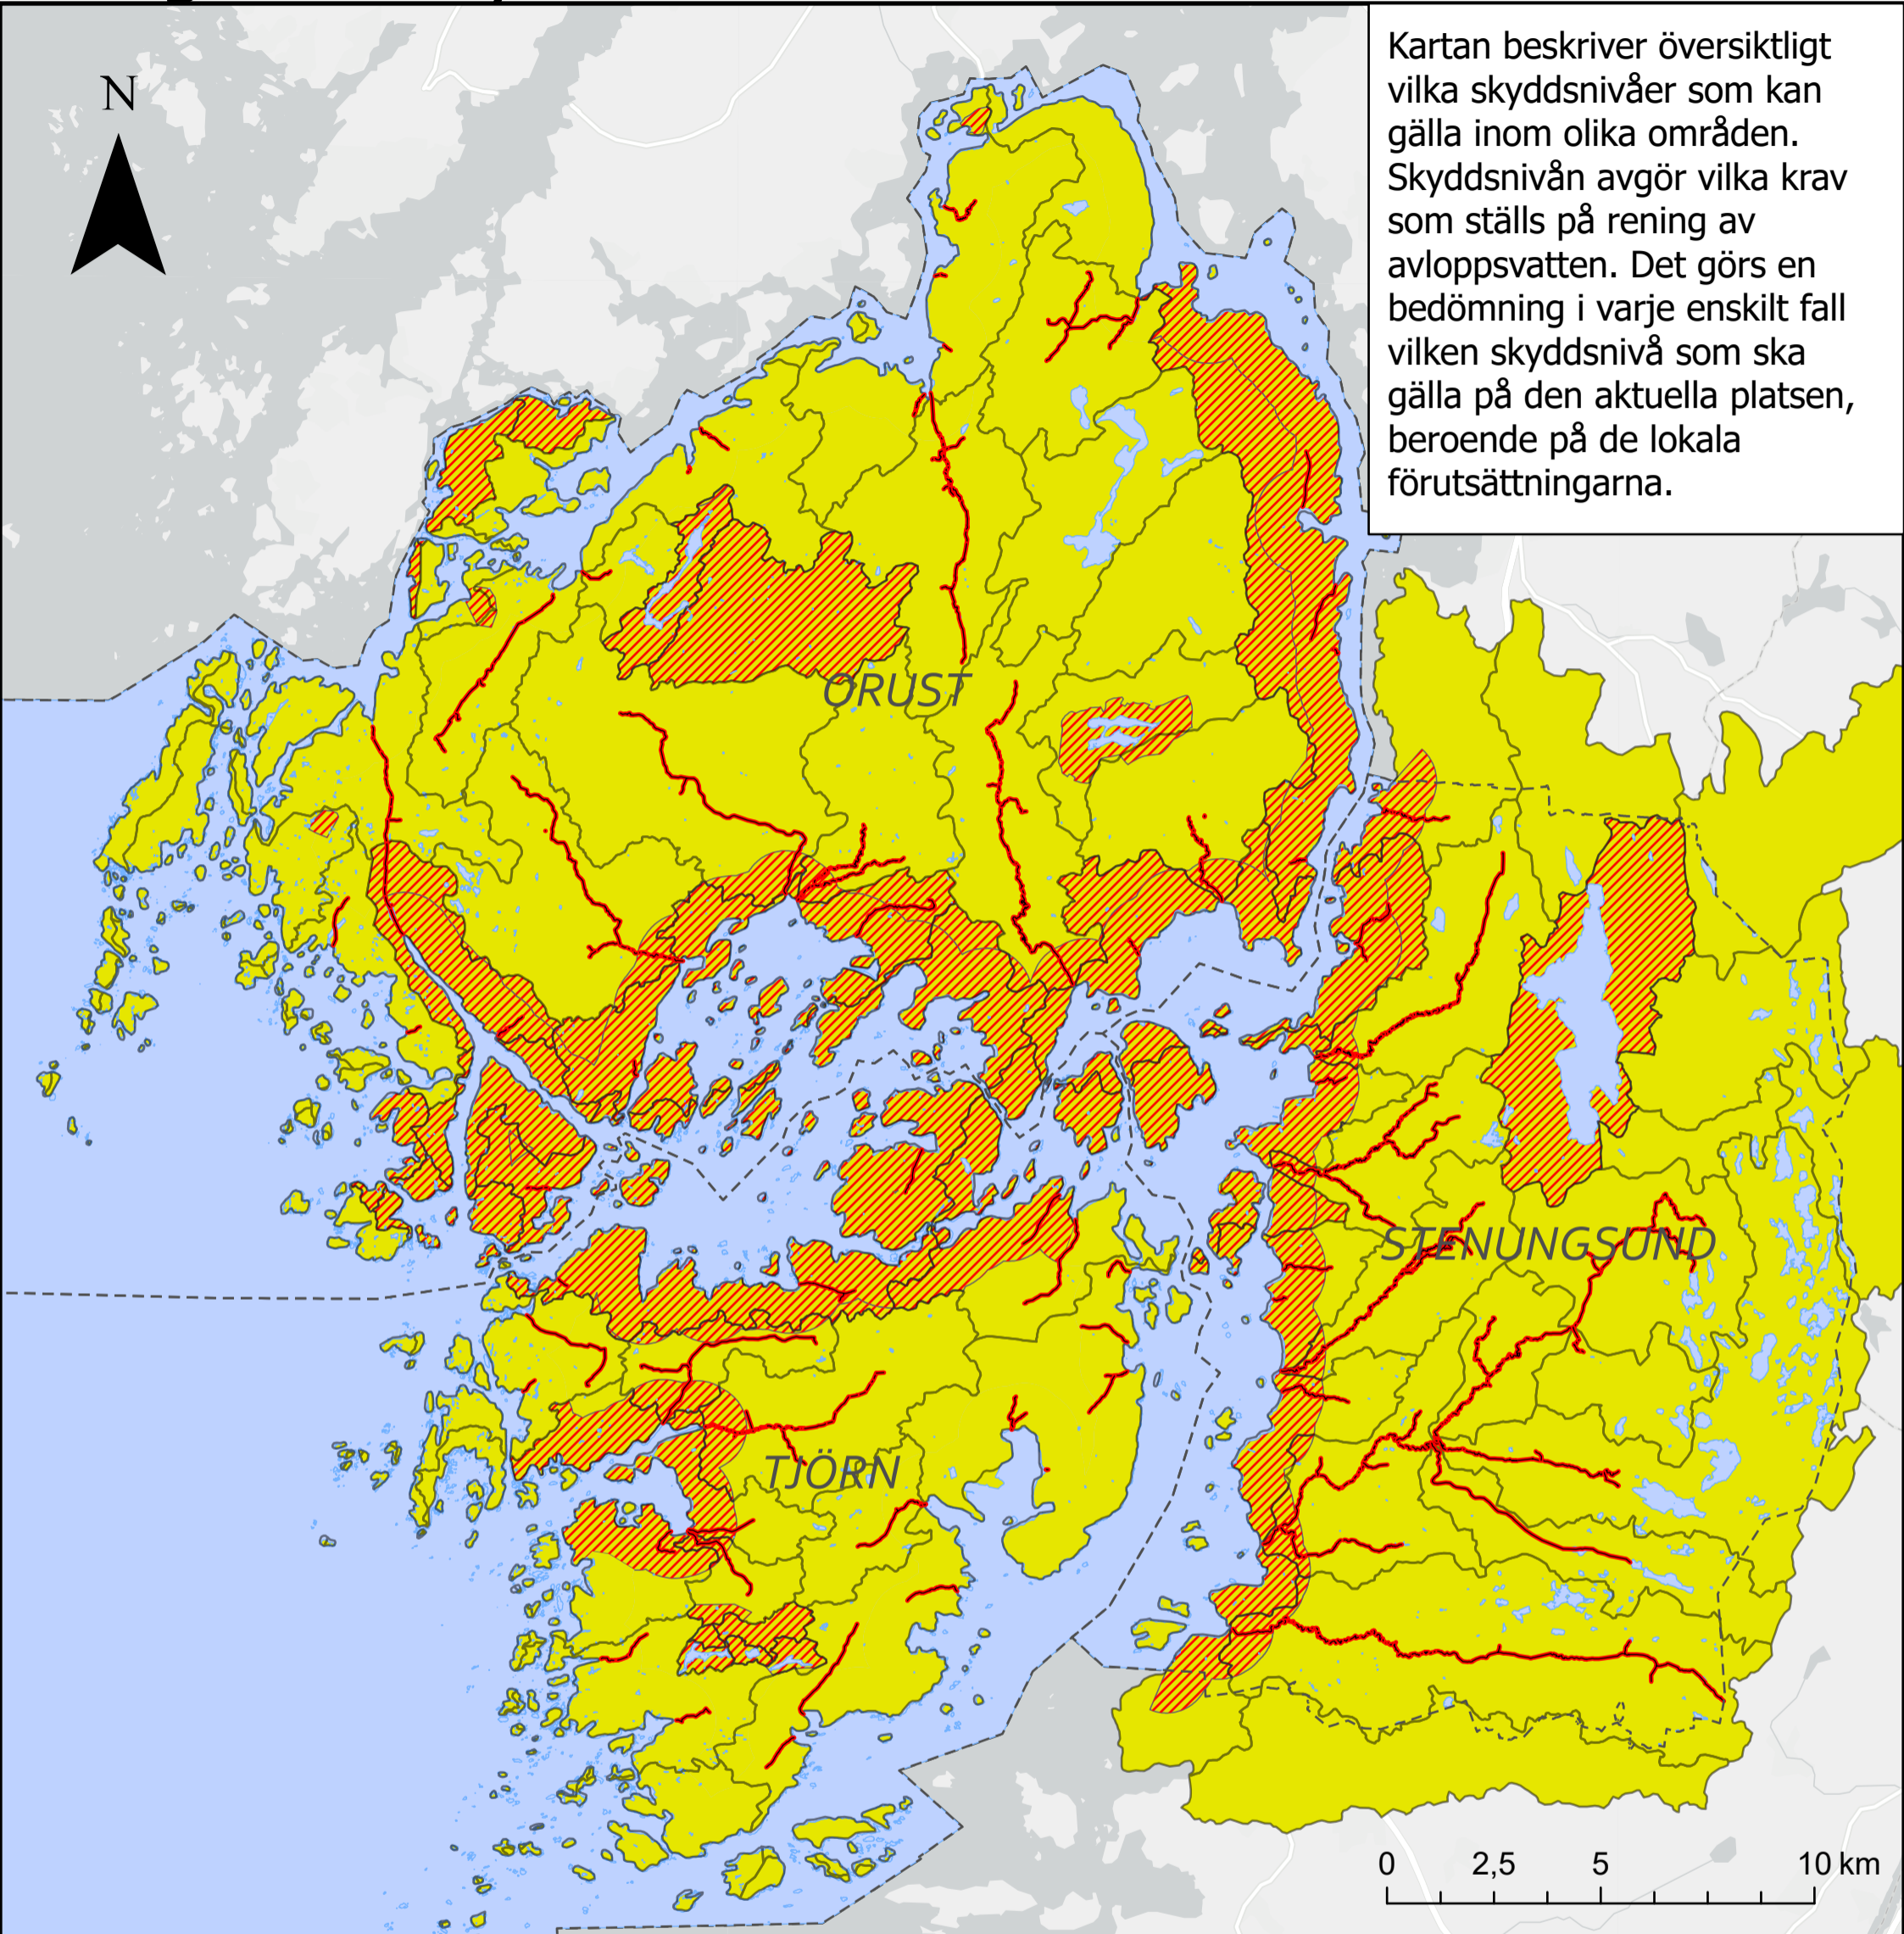 Kartan beskriver översiktligt
vilka skyddsnivåer som kan
gälla inom olika områden.
Skyddsnivån avgör vilka krav
som ställs på rening av
avloppsvatten. Det görs en
bedömning i varje enskilt fall
vilken skyddsnivå som ska
gälla på den aktuella platsen,
beroende på de lokala
förutsättningarna.
N
ORUST
STENUNGSUND
TJÖRN
0 2,5 5 10 km